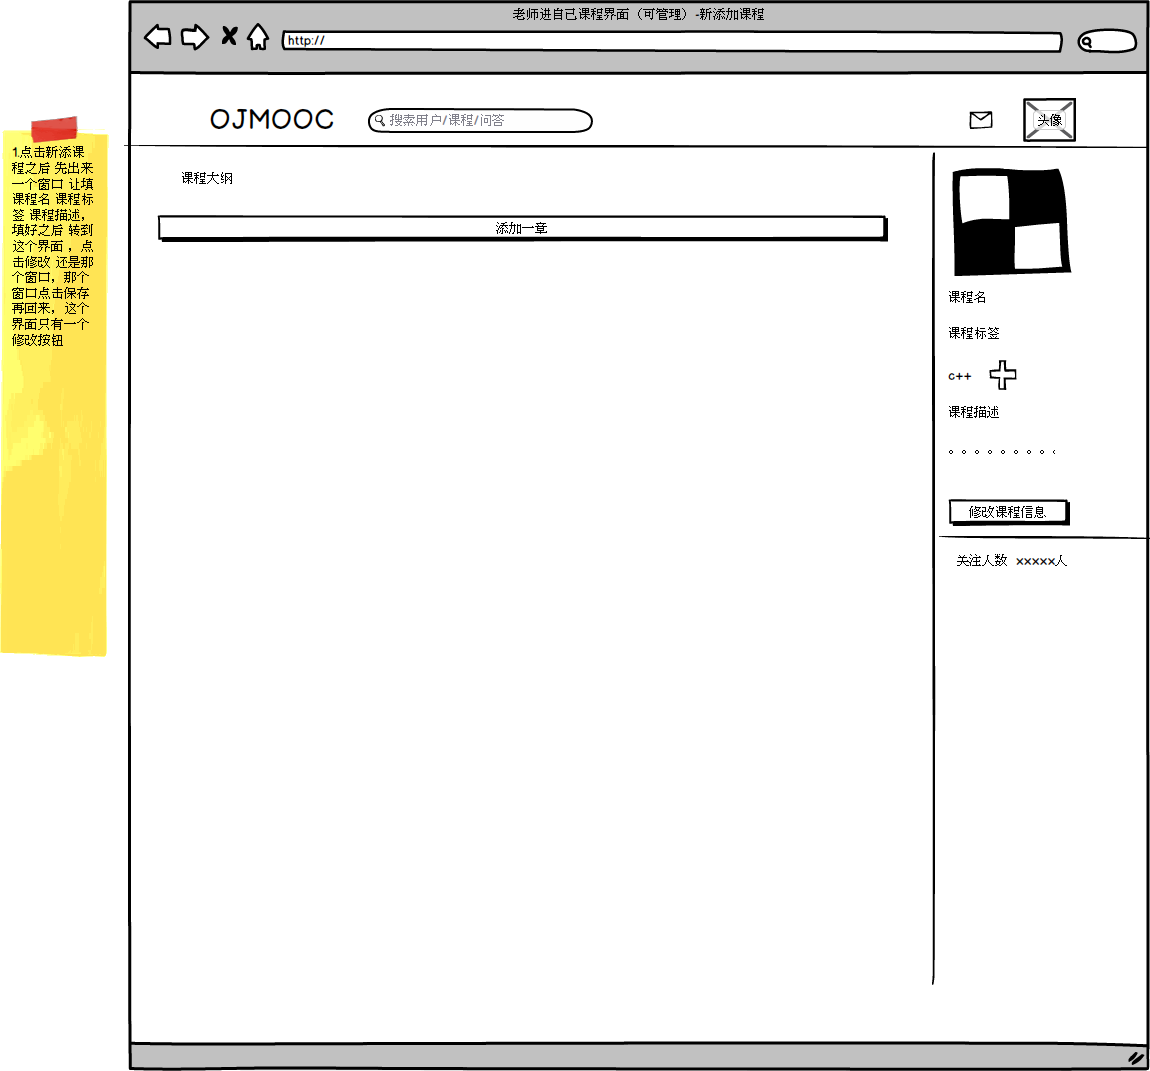 老师进自己课程界面（可管理）-新添加课程
http://
OJMOOC
搜索用户/课程/问答
头像
1.点击新添课
程之后 先出来
一个窗口 让填
课程名 课程标
签 课程描述，
填好之后 转到
这个界面 ，点
击修改 还是那
个窗口，那个
窗口点击保存
再回来，这个
界面只有一个
修改按钮
课程大纲
添加一章
课程名
课程标签
c++
课程描述
修改课程信息
关注人数 ×××××人